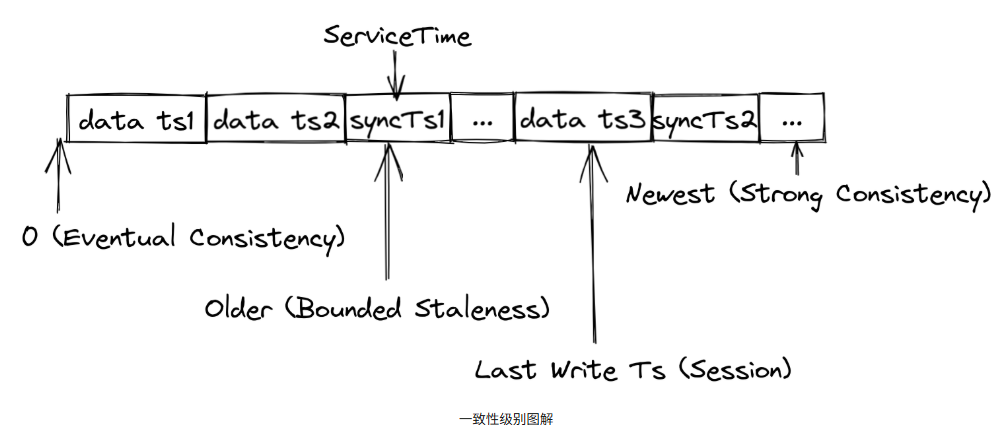 ServiceTime
data ts1 data ts2 syncTs1 ... data ts3 syncTs2 ...
Newest (Strong Consistency)
0 (Eventual Consistency)
Older (Bounded Staleness)
Last Write Ts (Session)
一致性级别图解